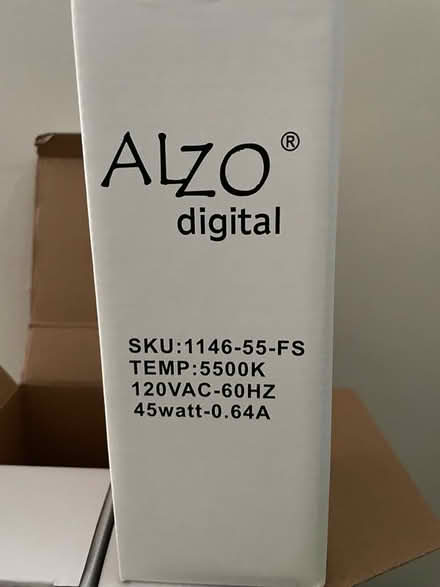 ALZO ®
digital
SKU:1146-55-FS
TEMP:5500K
120VAC-60HZ
45watt-0.64A